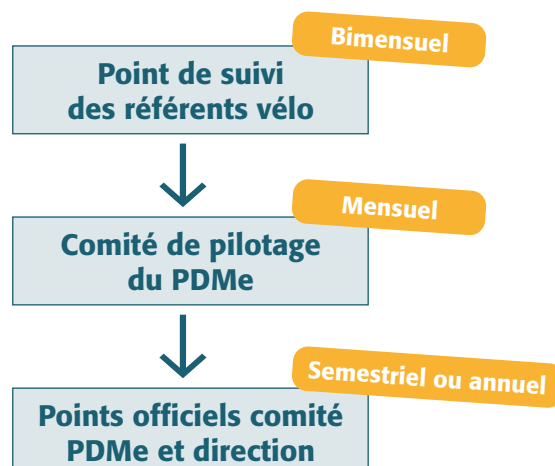 Bimensuel
Point de suivi
des référents vélo
Mensuel
Comité de pilotage
du PDMe
Semestriel ou annuel
Points officiels comité
PDMe et direction